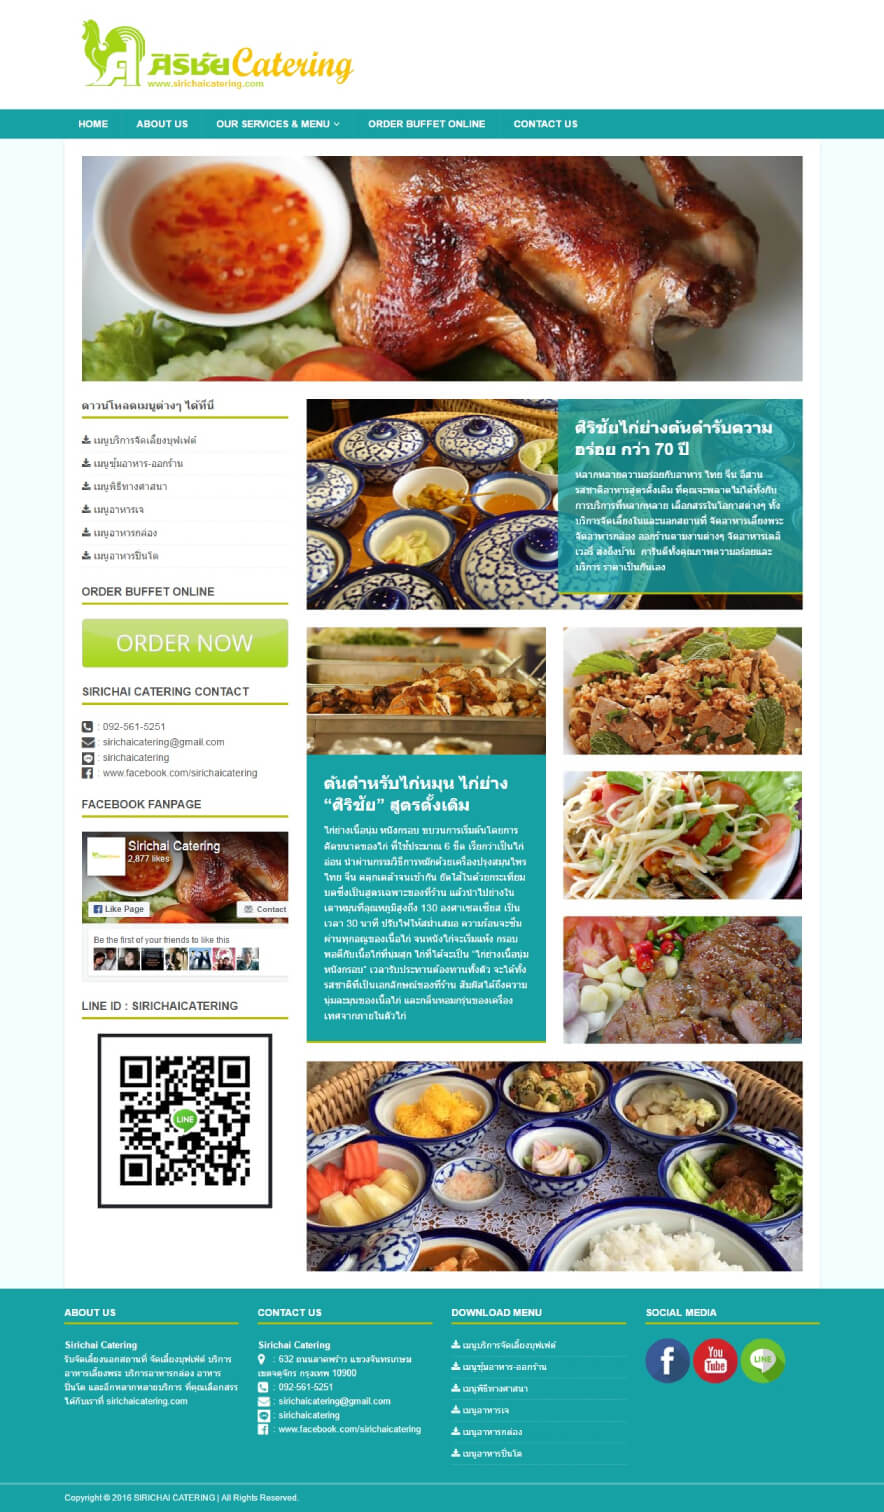 ศิริชัยCatering
www.sirichaicatering.com
HOME
ABOUT US
OUR SERVICES & MENU
ORDER BUFFET ONLINE
CONTACT US
ดาวน์โหลดเมนูต่างๆ ได้ที่นี่
เมนูบริการจัดเลี้ยงบุฟเฟ่ต์
เมนูซุ้มอาหาร-ออกร้าน
เมนูพิธีทางศาสนา
เมนูอาหารเจ
เมนูอาหารกล่อง
เมนูอาหารปิ่นโต
ORDER BUFFET ONLINE
ORDER NOW
SIRICHAI CATERING CONTACT
: 092-561-5251
: sirichaicatering@gmail.com
: sirichaicatering
: www.facebook.com/sirichaicatering
FACEBOOK FANPAGE
Sirichai Catering
2,877 likes
Like Page
Contact
Be the first of your friends to like this
LINE ID : SIRICHAICATERING
LINE
ศิริชัยไก่ย่างต้นตำรับความ
อร่อย กว่า 70 ปี
หลากหลายความอร่อยกับอาหาร ไทย จีน อีสาน
รสชาติอาหารสูตรดั้งเดิม ที่คุณจะพลาดไม่ได้ทั้งกับ
การบริการที่หลากหลาย เลือกสรรในโอกาสต่างๆ ทั้ง
บริการจัดเลี้ยงในและนอกสถานที่ จัดอาหารเลี้ยงพระ
จัดอาหารกล่อง ออกร้านตามงานต่างๆ จัดอาหารเดลิ
เวอรี่ ส่งถึงบ้าน การันตีทั้งคุณภาพความอร่อยและ
บริการ ราคาเป็นกันเอง
ต้นตำหรับไก่หมุน ไก่ย่าง
“ศิริชัย” สูตรดั้งเดิม
ไก่ย่างเนื้อนุ่ม หนังกรอบ ขบวนการเริ่มต้นโดยการ
คัดขนาดของไก่ ที่ใช้ประมาณ 6 ขีด เรียกว่าเป็นไก่
อ่อน นำผ่านกรรมวิธีการหมักด้วยเครื่องปรุงสมุนไพร
ไทย จีน คลุกเคล้าจนเข้ากัน ยัดไส้ในด้วยกระเทียม
บดซึ่งเป็นสูตรเฉพาะของที่ร้าน แล้วนำไปย่างใน
เตาหมุนที่อุณหภูมิสูงถึง 130 องศาเซลเซียส เป็น
เวลา 30 นาที ปรับไฟให้สม่ำเสมอ ความร้อนจะซึม
ผ่านทุกอณูของเนื้อไก่ จนหนังไก่จะเริ่มแห้ง กรอบ
พอดีกับเนื้อไก่ที่นุ่มสุก ไก่ที่ได้จะเป็น “ไก่ย่างเนื้อนุ่ม
หนังกรอบ” เวลารับประทานต้องทานทั้งตัว จะได้ทั้ง
รสชาติที่เป็นเอกลักษณ์ของที่ร้าน สัมผัสได้ถึงความ
นุ่มละมุนของเนื้อไก่ และกลิ่นหอมกรุ่นของเครื่อง
เทศจากภายในตัวไก่
ABOUT US
Sirichai Catering
รับจัดเลี้ยงนอกสถานที่ จัดเลี้ยงบุฟเฟ่ต์ บริการ
อาหารเลี้ยงพระ บริการอาหารกล่อง อาหาร
ปิ่นโต และอีกหลากหลายบริการ ที่คุณเลือกสรร
ได้กับเราที่ sirichaicatering.com
CONTACT US
Sirichai Catering
: 632 ถนนลาดพร้าว แขวงจันทรเกษม
เขตจตุจักร กรุงเทพ 10900
: 092-561-5251
: sirichaicatering@gmail.com
: sirichaicatering
: www.facebook.com/sirichaicatering
DOWNLOAD MENU
เมนูบริการจัดเลี้ยงบุฟเฟ่ต์
เมนูซุ้มอาหาร-ออกร้าน
เมนูพิธีทางศาสนา
เมนูอาหารเจ
เมนูอาหารกล่อง
เมนูอาหารปิ่นโต
SOCIAL MEDIA
You
Tube
LINE
Copyright © 2016 SIRICHAI CATERING | All Rights Reserved.